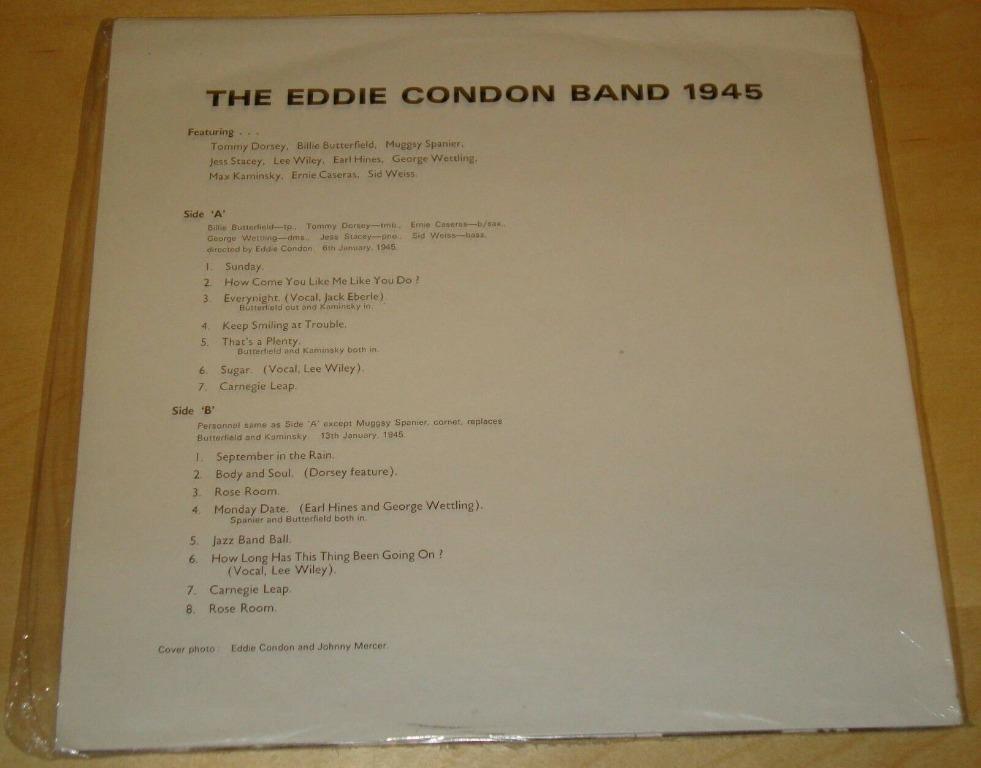 THE EDDIE CONDON BAND 1945
Featuring . . .
Tommy Dorsey, Billie Butterfield, Muggsy Spanier,
Jess Stacey, Lee Wiley, Earl Hines, George Wettling,
Max Kaminsky, Ernie Caseras, Sid Weiss.
Side 'A'
Billie Butterfield—tp., Tommy Dorsey—tmb., Ernie Caseras—b/sax.,
George Wettling—dms., Jess Stacey—pno., Sid Weiss—bass,
directed by Eddie Condon. 6th January, 1945.
1. Sunday.
2. How Come You Like Me Like You Do ?
3. Everynight. (Vocal, Jack Eberle)
Butterfield out and Kaminsky in.
4. Keep Smiling at Trouble.
5. That's a Plenty.
Butterfield and Kaminsky both in.
6. Sugar. (Vocal, Lee Wiley).
7. Carnegie Leap.
Side 'B'
Personnel same as Side 'A' except Muggsy Spanier, cornet, replaces
Butterfield and Kaminsky. 13th January, 1945.
1. September in the Rain.
2. Body and Soul. (Dorsey feature).
3. Rose Room.
4. Monday Date. (Earl Hines and George Wettling).
Spanier and Butterfield both in.
5. Jazz Band Ball.
6. How Long Has This Thing Been Going On ?
(Vocal, Lee Wiley).
7. Carnegie Leap.
8. Rose Room.
Cover photo : Eddie Condon and Johnny Mercer.